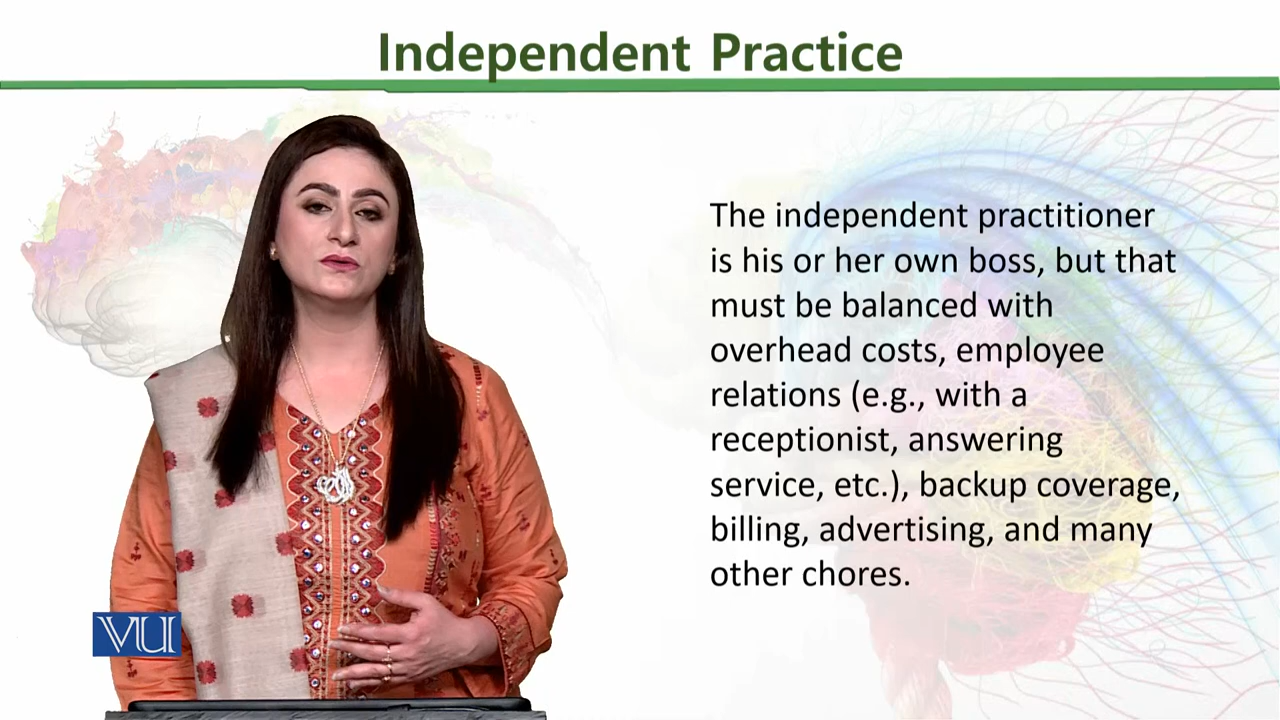 Independent Practice
The independent practitioner
is his or her own boss, but that
must be balanced with
overhead costs, employee
relations (e.g., with a
receptionist, answering
service, etc.), backup coverage,
billing, advertising, and many
other chores.
VU